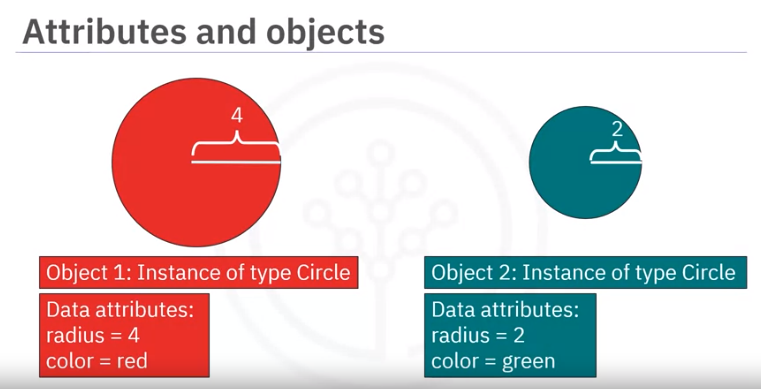 Attributes and objects
4
2
Object 1: Instance of type Circle
Object 2: Instance of type Circle
Data attributes:
radius = 4
color = red
Data attributes:
radius = 2
color = green